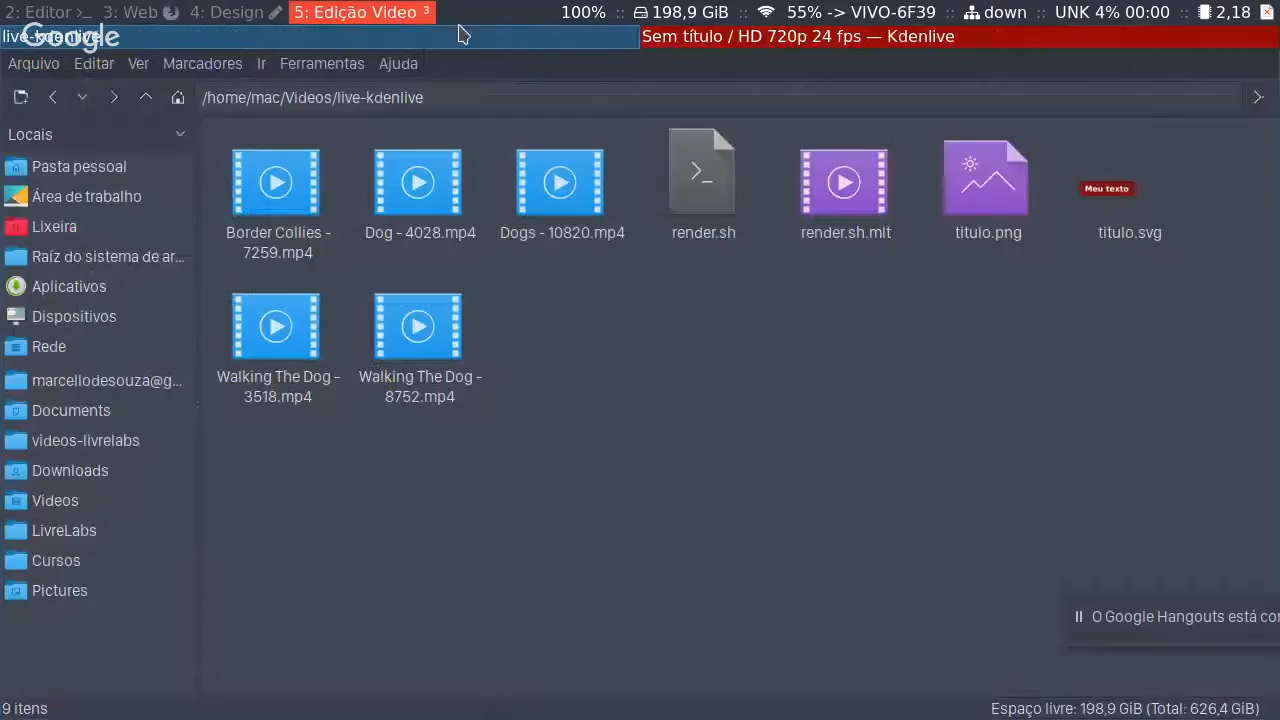 2: Editor >_ 3: Web 4: Design 5: Edição Video ³ 100% :: 198,9 GiB :: 55% -> VIVO-6F39 :: down :: UNK 4% 00:00 :: 2,18
live-kdenlive
Google
Sem título / HD 720p 24 fps — Kdenlive
Arquivo Editar Ver Marcadores Ir Ferramentas Ajuda
/home/mac/Videos/live-kdenlive
Locais
Pasta pessoal
Área de trabalho
Lixeira
Raíz do sistema de ar...
Aplicativos
Dispositivos
Rede
marcellodesouza@g...
Documents
videos-livrelabs
Downloads
Videos
LivreLabs
Cursos
Pictures
Border Collies -
7259.mp4
Dog - 4028.mp4
Dogs - 10820.mp4
render.sh
render.sh.mlt
titulo.png
Meu texto
titulo.svg
Walking The Dog -
3518.mp4
Walking The Dog -
8752.mp4
O Google Hangouts está
9 itens
Espaço livre: 198,9 GiB (Total: 626,4 GiB)